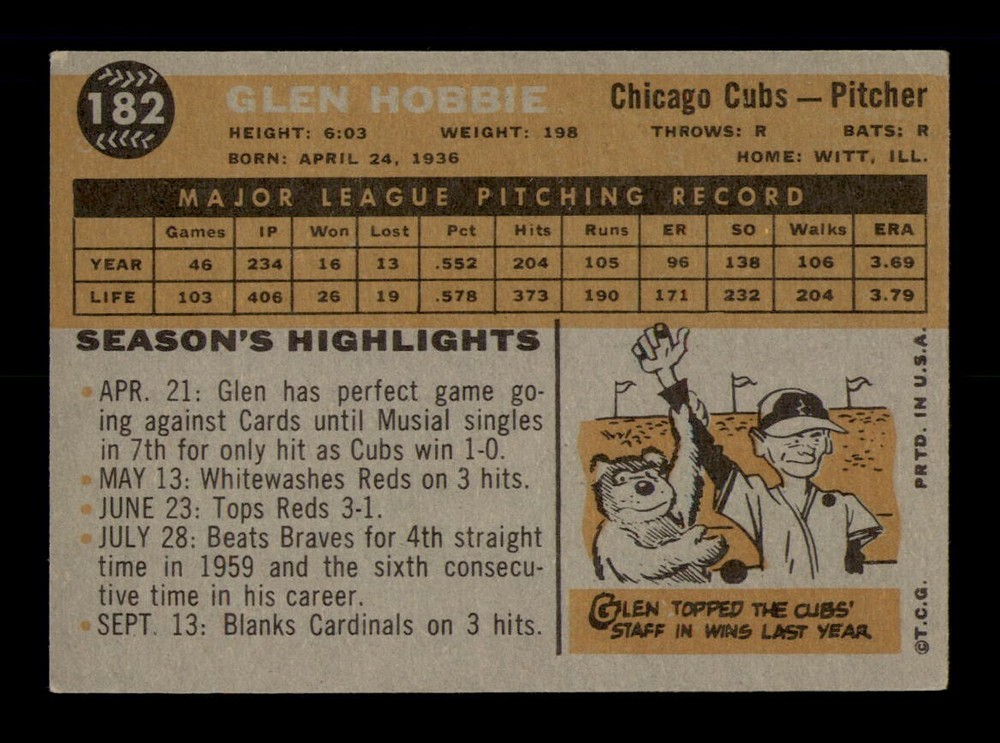 182
GLEN HOBBIE
Chicago Cubs — Pitcher
HEIGHT: 6:03 WEIGHT: 198 THROWS: R BATS: R
BORN: APRIL 24, 1936 HOME: WITT, ILL.
MAJOR LEAGUE PITCHING RECORD
Games IP Won Lost Pct Hits Runs ER SO Walks ERA
YEAR 46 234 16 13 .552 204 105 96 138 106 3.69
LIFE 103 406 26 19 .578 373 190 171 232 204 3.79
SEASON'S HIGHLIGHTS
• APR. 21: Glen has perfect game go-
ing against Cards until Musial singles
in 7th for only hit as Cubs win 1-0.
• MAY 13: Whitewashes Reds on 3 hits.
• JUNE 23: Tops Reds 3-1.
• JULY 28: Beats Braves for 4th straight
time in 1959 and the sixth consecu-
tive time in his career.
• SEPT. 13: Blanks Cardinals on 3 hits.
GLEN TOPPED THE CUBS'
STAFF IN WINS LAST YEAR.
©T.C.G. PRTD. IN U.S.A.